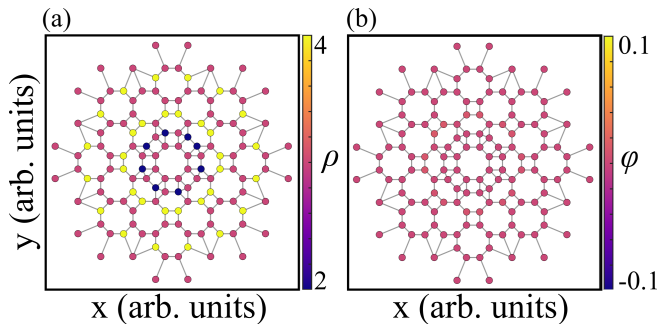 (a)
(b)
4
ρ
2
0.1
φ
-0.1
y (arb. units)
x (arb. units)
x (arb. units)